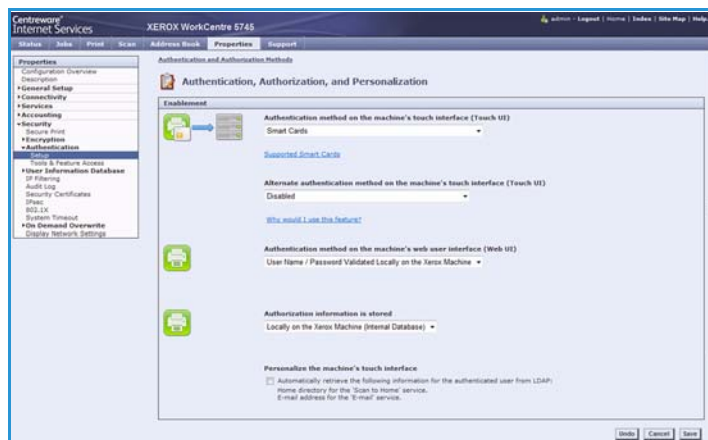 Centreware®
Internet Services
XEROX WorkCentre 5745
admin - Logout | Home | Index | Site Map | Help
Status Jobs Print Scan Address Book Properties Support
Properties
Configuration Overview
Description
General Setup
Connectivity
Services
Accounting
Security
Secure Print
Encryption
Authentication
Setup
Tools & Feature Access
User Information Database
IP Filtering
Audit Log
Security Certificates
IPsec
802.1X
System Timeout
On Demand Overwrite
Display Network Settings
Authentication and Authorization Methods
Authentication, Authorization, and Personalization
Enablement
Authentication method on the machine's touch interface (Touch UI)
Smart Cards
Supported Smart Cards
Alternate authentication method on the machine's touch interface (Touch UI)
Disabled
Why would I use this feature?
Authentication method on the machine's web user interface (Web UI)
User Name / Password Validated Locally on the Xerox Machine
Authorization information is stored
Locally on the Xerox Machine (Internal Database)
Personalize the machine's touch interface
Automatically retrieve the following information for the authenticated user from LDAP:
Home directory for the 'Scan to Home' service.
E-mail address for the 'E-mail' service.
Undo Cancel Save